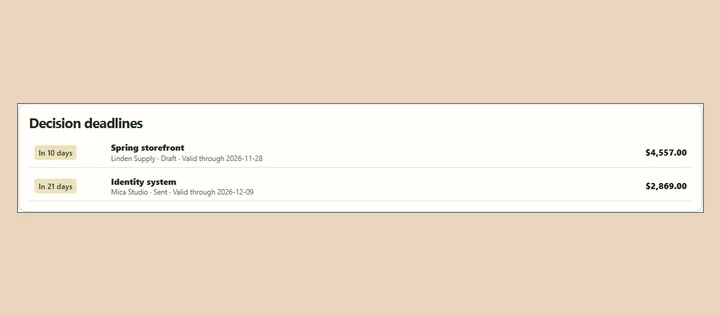 Decision deadlines
In 10 days
Spring storefront
Linden Supply · Draft · Valid through 2026-11-28
$4,557.00
In 21 days
Identity system
Mica Studio · Sent · Valid through 2026-12-09
$2,869.00